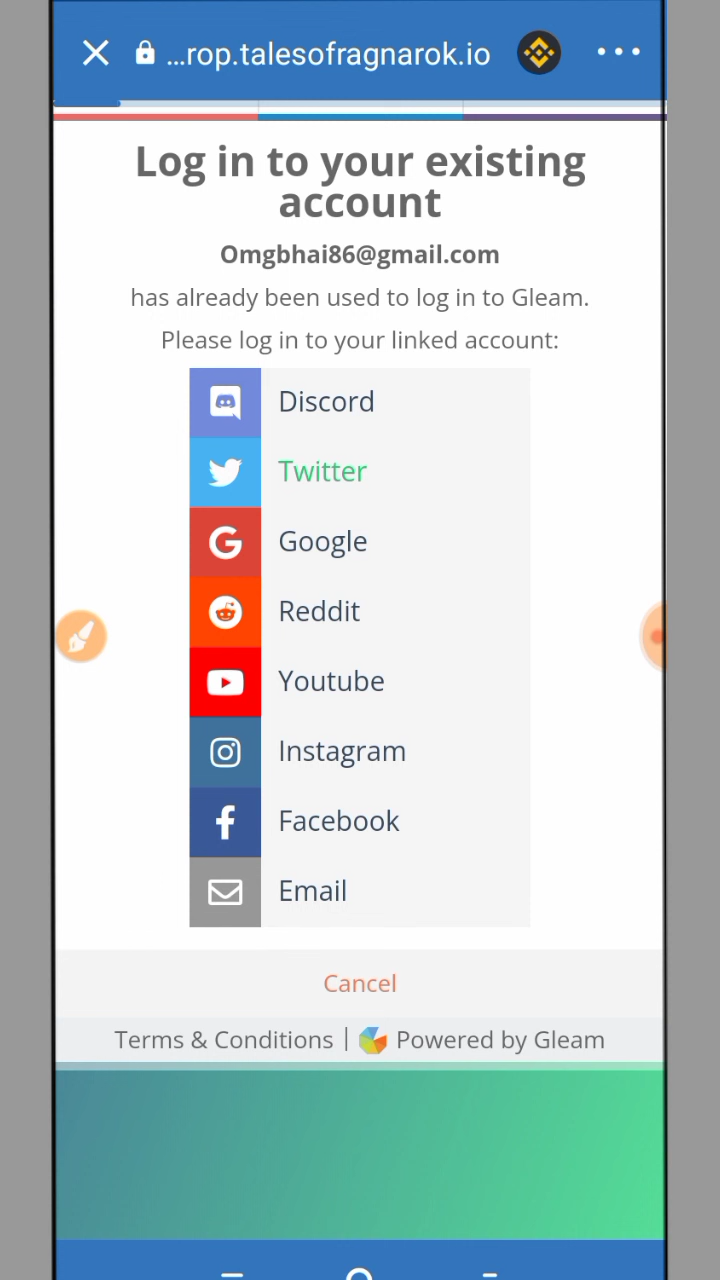 ...rop.talesofragnarok.io
Log in to your existing
account
Omgbhai86@gmail.com
has already been used to log in to Gleam.
Please log in to your linked account:
Discord
Twitter
Google
Reddit
Youtube
Instagram
Facebook
Email
Cancel
Terms & Conditions | Powered by Gleam